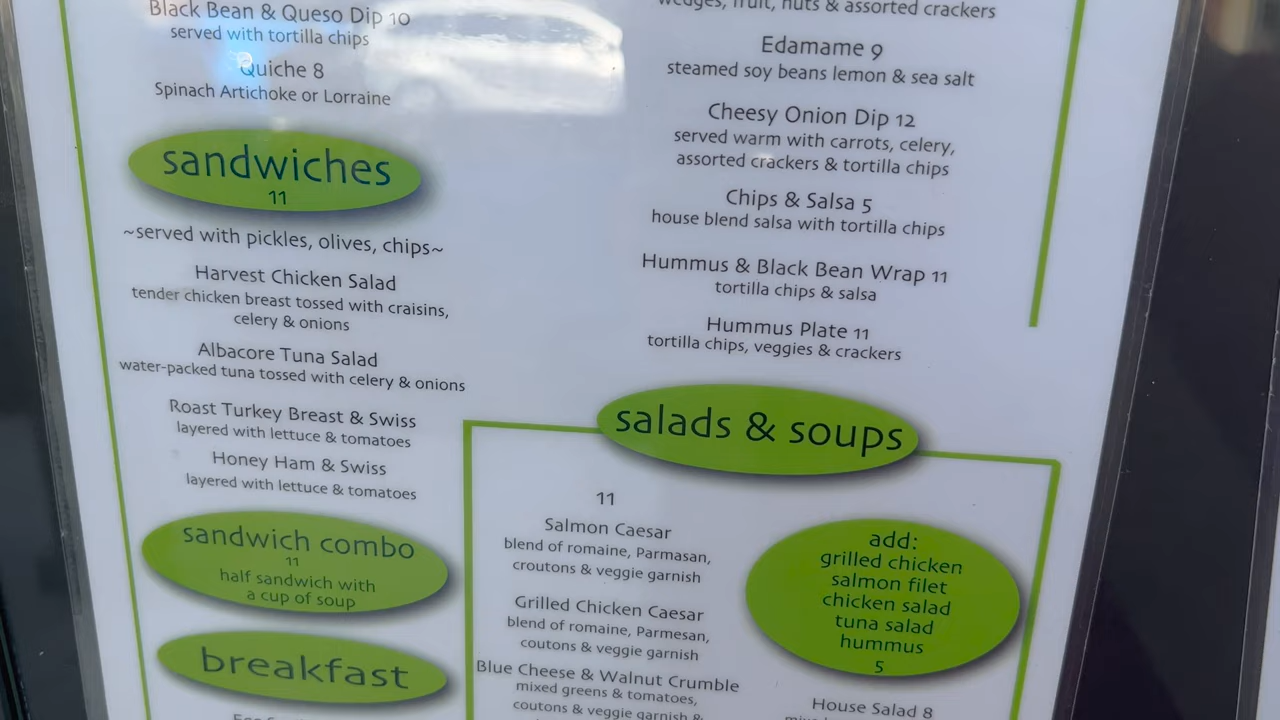 Black Bean & Queso Dip 10
served with tortilla chips
Quiche 8
Spinach Artichoke or Lorraine
sandwiches
11
~served with pickles, olives, chips~
Harvest Chicken Salad
tender chicken breast tossed with craisins,
celery & onions
Albacore Tuna Salad
water-packed tuna tossed with celery & onions
Roast Turkey Breast & Swiss
layered with lettuce & tomatoes
Honey Ham & Swiss
layered with lettuce & tomatoes
sandwich combo
11
half sandwich with
a cup of soup
breakfast
wedges, fruit, nuts & assorted crackers
Edamame 9
steamed soy beans lemon & sea salt
Cheesy Onion Dip 12
served warm with carrots, celery,
assorted crackers & tortilla chips
Chips & Salsa 5
house blend salsa with tortilla chips
Hummus & Black Bean Wrap 11
tortilla chips & salsa
Hummus Plate 11
tortilla chips, veggies & crackers
salads & soups
11
Salmon Caesar
blend of romaine, Parmasan,
croutons & veggie garnish
Grilled Chicken Caesar
blend of romaine, Parmesan,
coutons & veggie garnish
Blue Cheese & Walnut Crumble
mixed greens & tomatoes,
coutons & veggie garnish &
add:
grilled chicken
salmon filet
chicken salad
tuna salad
hummus
5
House Salad 8